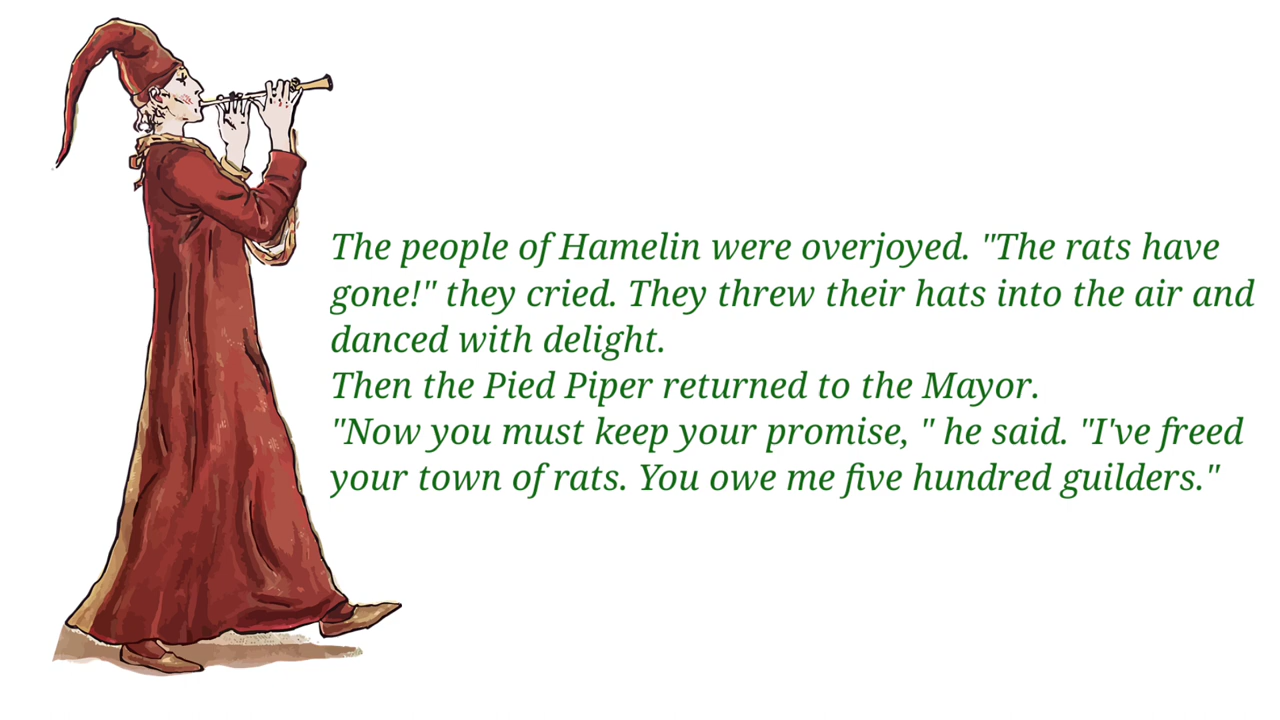 The people of Hamelin were overjoyed. "The rats have
gone!" they cried. They threw their hats into the air and
danced with delight.
Then the Pied Piper returned to the Mayor.
"Now you must keep your promise, " he said. "I've freed
your town of rats. You owe me five hundred guilders."